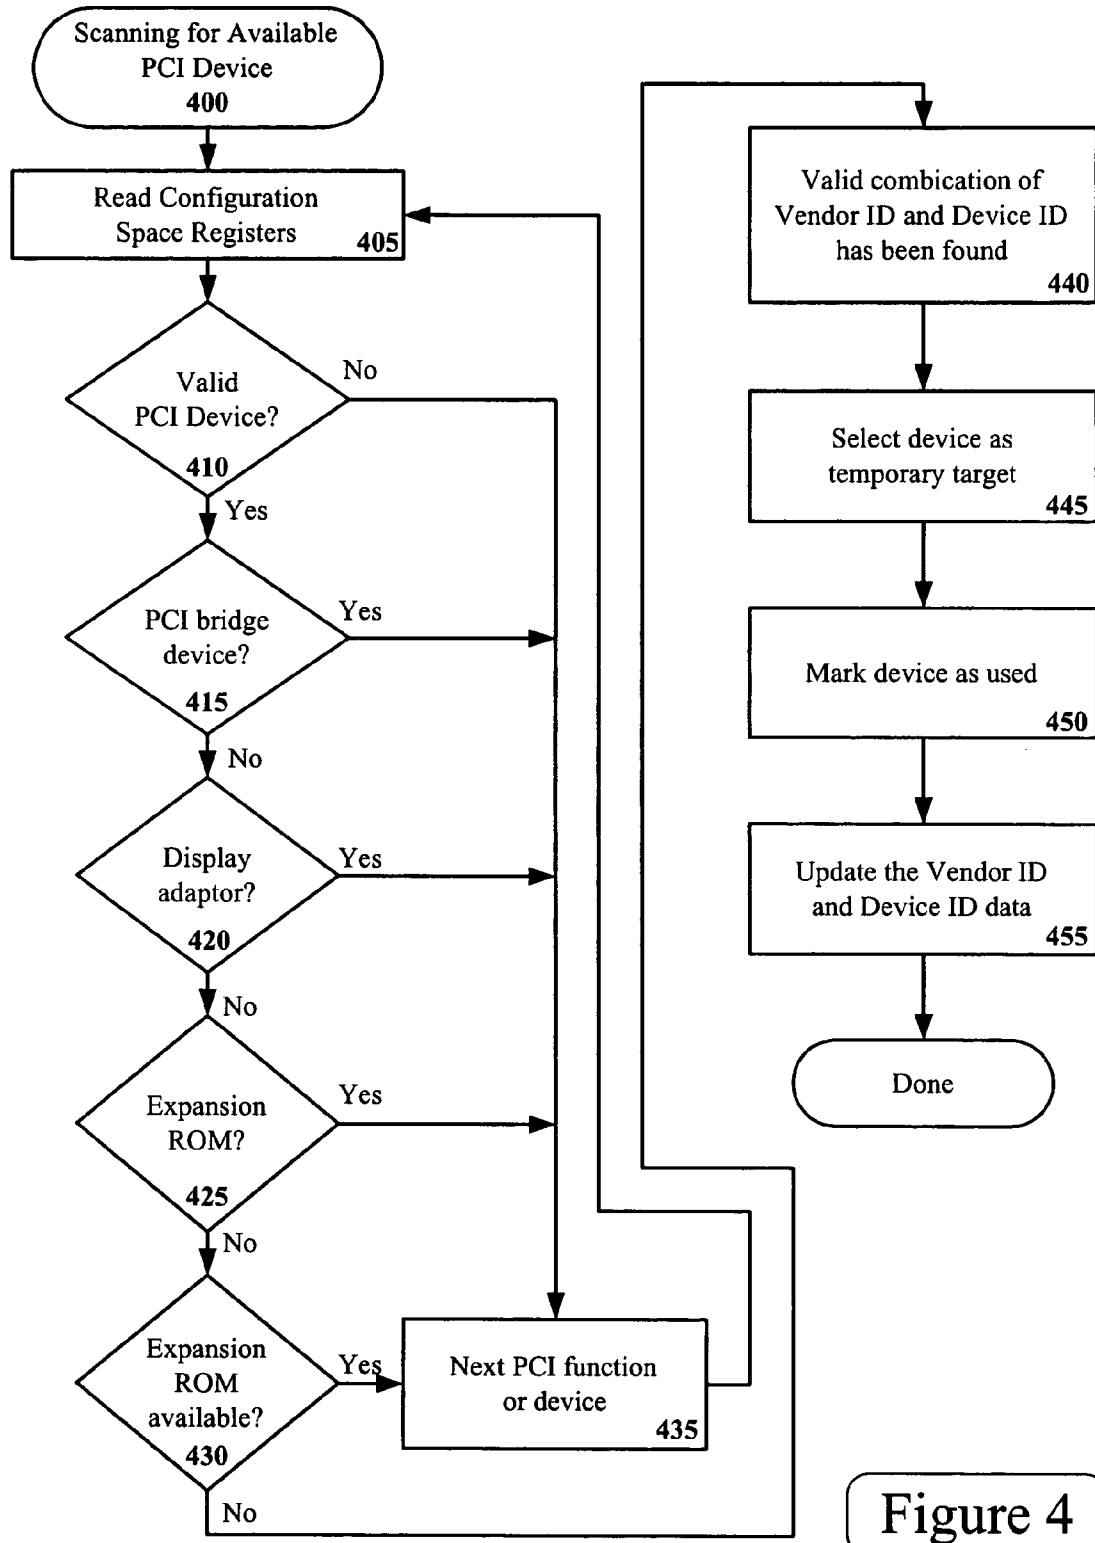 Scanning for Available
PCI Device
400
Read Configuration
Space Registers
405
Valid
PCI Device?
410
No
Yes
PCI bridge
device?
415
Yes
No
Display
adaptor?
420
Yes
No
Expansion
ROM?
425
Yes
No
Expansion
ROM
available?
430
Yes
No
Next PCI function
or device
435
Valid combication of
Vendor ID and Device ID
has been found
440
Select device as
temporary target
445
Mark device as used
450
Update the Vendor ID
and Device ID data
455
Done
Figure 4